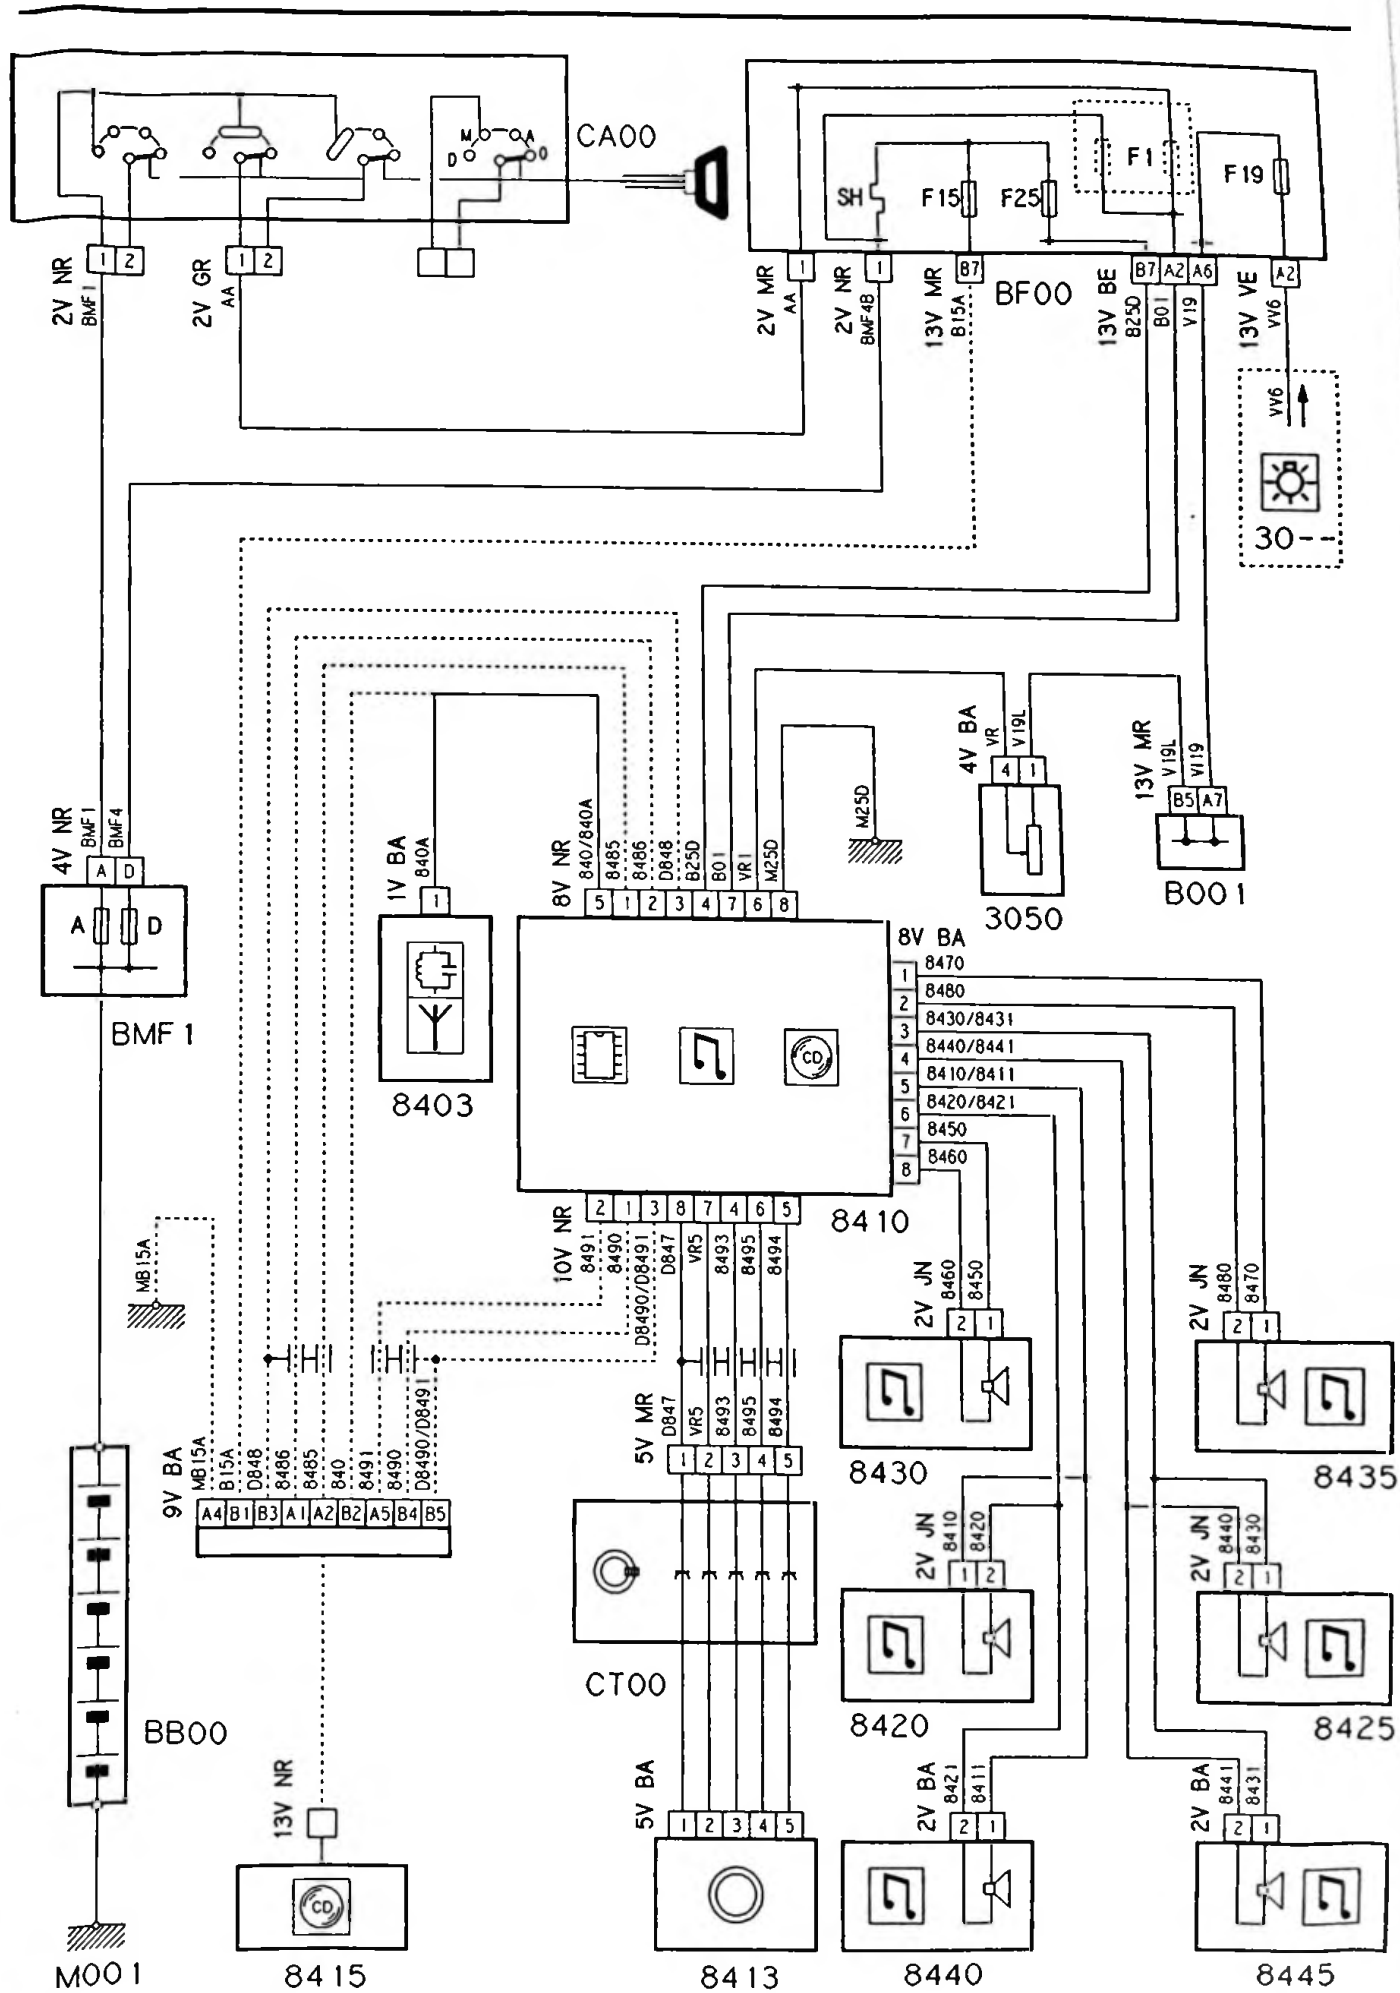 M A
D O
CA00
SH
F15
F25
F1
F19
1 2
1 2
1
1
B7
B7 A2 A6
A2
BF00
2V NR
BMF1
2V GR
AA
2V MR
AA
2V NR
BMF4B
13V MR
B15A
13V BE
B25D
B01
V19
13V VE
VV6
VV6
30--
4V NR
BMF1
BMF4
A D
A D
BMF1
1V BA
840A
1
8403
8V NR
840/840A
8485
8486
D848
B25D
B01
VR1
M25D
M25D
5 1 2 3 4 7 6 8
4V BA
VR
V19L
4 1
3050
13V MR
V19L
V119
B5 A7
B001
CD
8V BA
1 8470
2 8480
3 8430/8431
4 8440/8441
5 8410/8411
6 8420/8421
7 8450
8 8460
8410
2 1 3 8 7 4 6 5
10V NR
8491
8490
D8490/D8491
D847
VR5
8493
8495
8494
MB15A
9V BA
MB15A
B15A
D848
8486
8485
840
8491
8490
D8490/D8491
A4 B1 B3 A1 A2 B2 A5 B4 B5
5V MR
D847
VR5
8493
8495
8494
1 2 3 4 5
CT00
5V BA
1 2 3 4 5
8413
13V NR
CD
8415
BB00
M001
2V JN
8460
8450
2 1
8430
2V JN
8480
8470
2 1
8435
2V JN
8410
8420
1 2
8420
2V JN
8440
8430
2 1
8425
2V BA
8421
8411
2 1
8440
2V BA
8441
8431
2 1
8445